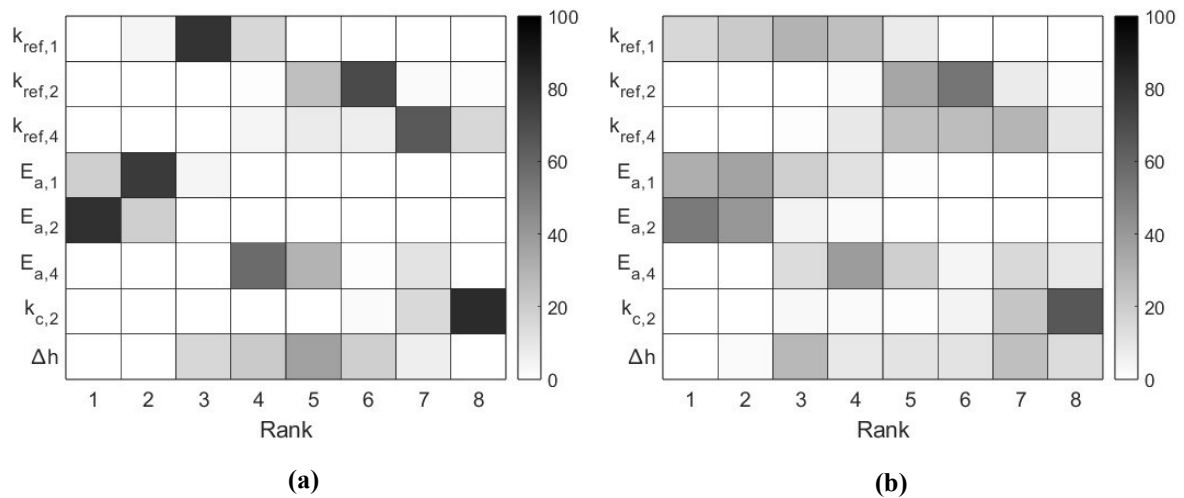 k_ref,1
k_ref,2
k_ref,4
E_a,1
E_a,2
E_a,4
k_c,2
Δh
1 2 3 4 5 6 7 8
Rank
100
80
60
40
20
0
(a)
k_ref,1
k_ref,2
k_ref,4
E_a,1
E_a,2
E_a,4
k_c,2
Δh
1 2 3 4 5 6 7 8
Rank
100
80
60
40
20
0
(b)